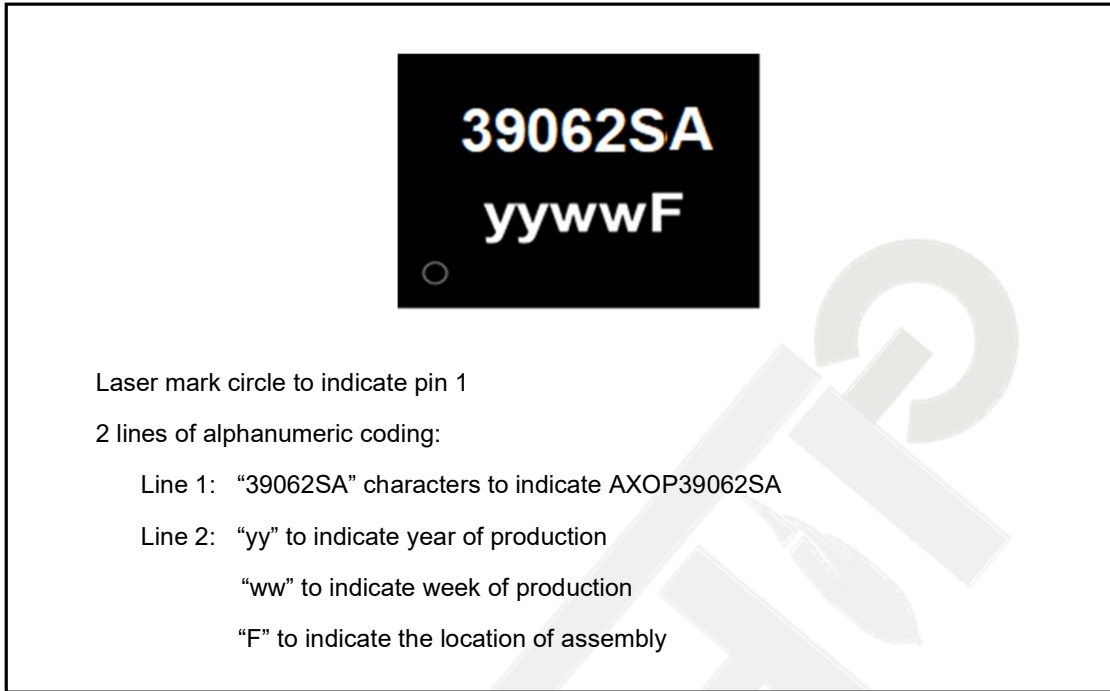 39062SA
yywwF
Laser mark circle to indicate pin 1
2 lines of alphanumeric coding:
Line 1: “39062SA” characters to indicate AXOP39062SA
Line 2: “yy” to indicate year of production
“ww” to indicate week of production
“F” to indicate the location of assembly